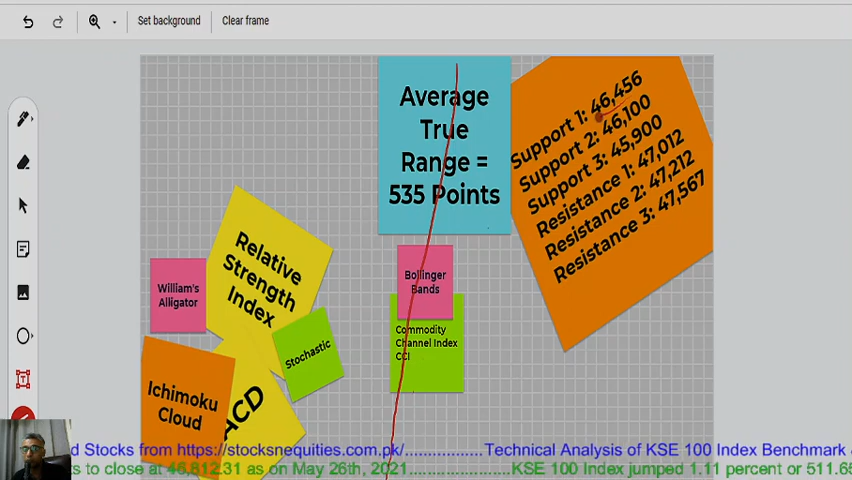 Set background
Clear frame
Average
True
Range =
535 Points
Support 1: 46,456
Support 2: 46,100
Support 3: 45,900
Resistance 1: 47,012
Resistance 2: 47,212
Resistance 3: 47,567
Relative
Strength
Index
William's
Alligator
Stochastic
Bollinger
Bands
Commodity
Channel Index
CCI
Ichimoku
Cloud
ACD
d Stocks from https://stocksnequities.com.pk/.................. Technical Analysis of KSE 100 Index Benchmark
ts to close at 46,812.31 as on May 26th, 2021.......................KSE 100 Index jumped 1.11 percent or 511.65